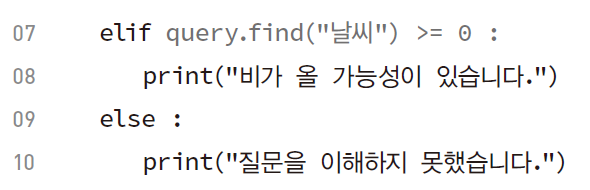 07 elif query.find("날씨") >= 0 :
08 print("비가 올 가능성이 있습니다.")
09 else :
10 print("질문을 이해하지 못했습니다.")